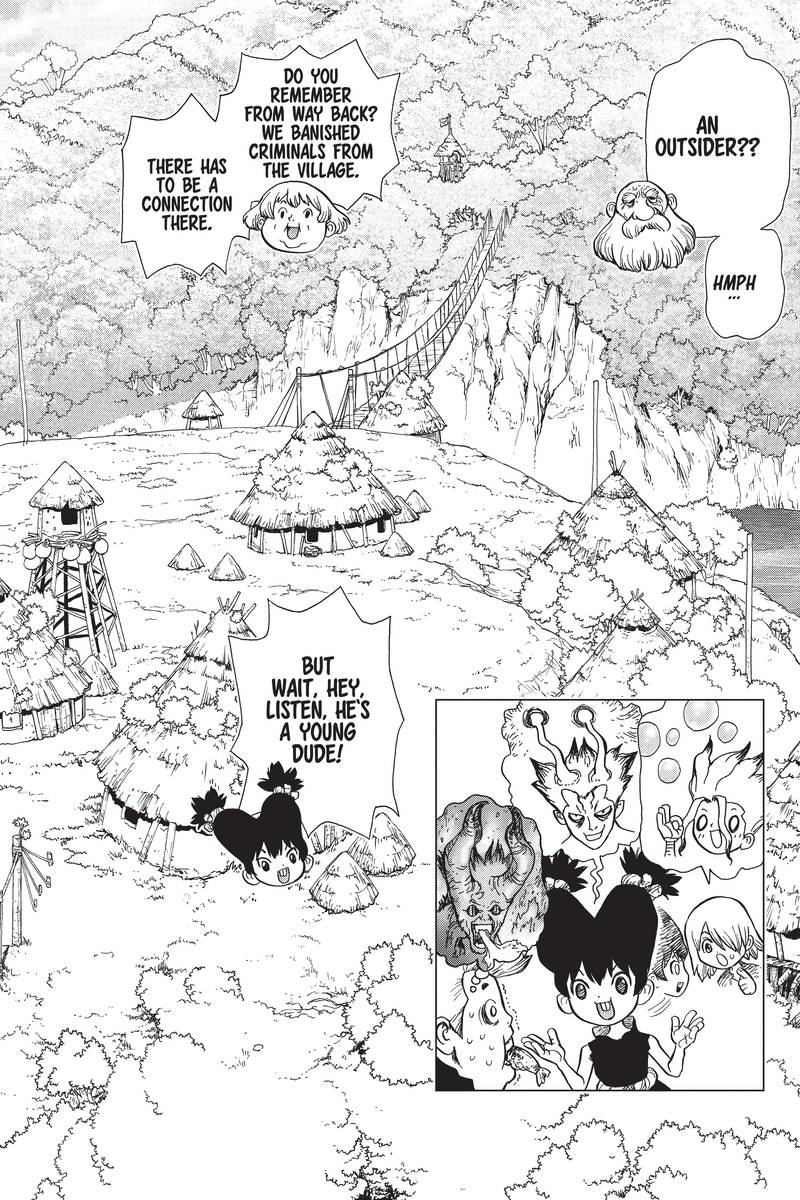 AN
OUTSIDER??
HMPH
...
DO YOU
REMEMBER
FROM WAY BACK?
WE BANISHED
CRIMINALS FROM
THE VILLAGE.
THERE HAS
TO BE A
CONNECTION
THERE.
BUT
WAIT, HEY,
LISTEN, HE'S
A YOUNG
DUDE!